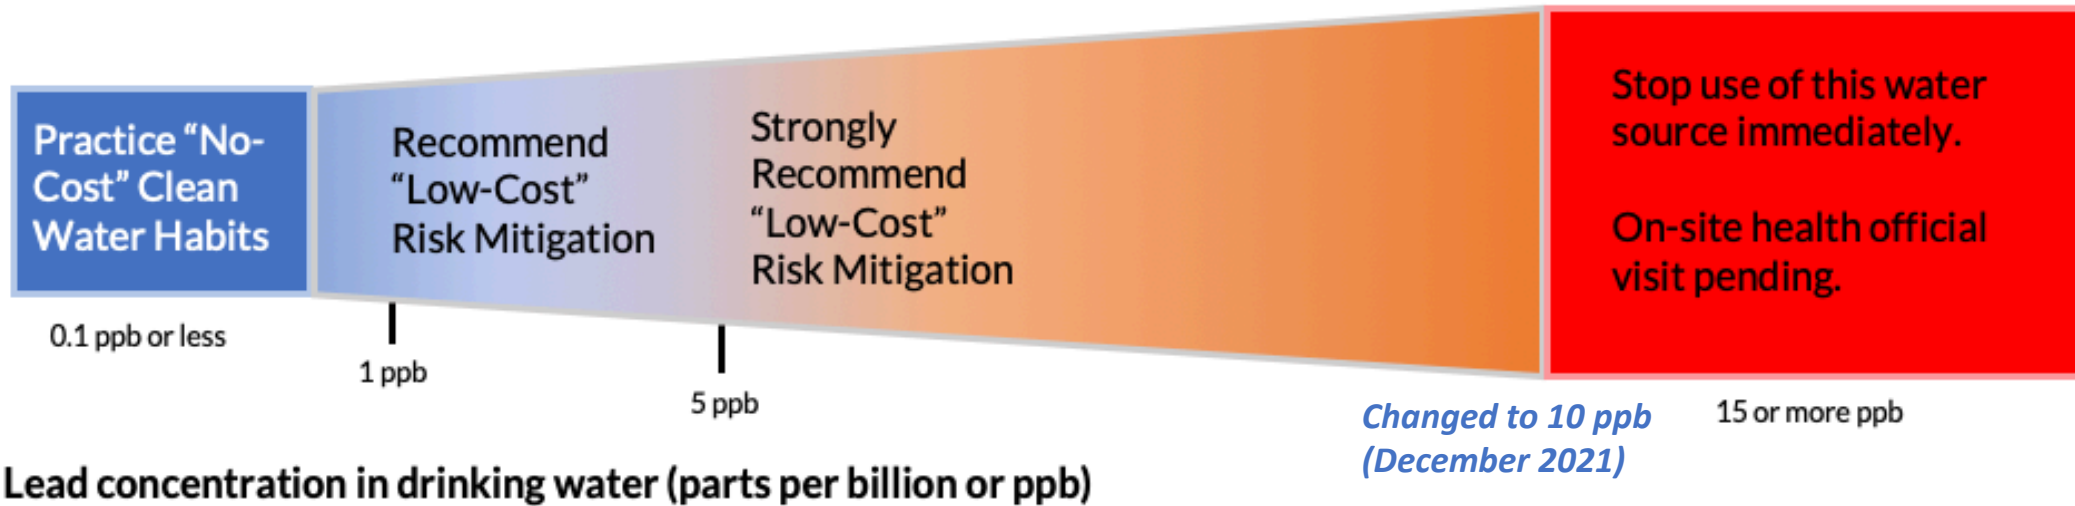 Practice “No-
Cost” Clean
Water Habits
Recommend
“Low-Cost”
Risk Mitigation
Strongly
Recommend
“Low-Cost”
Risk Mitigation
Stop use of this water
source immediately.
On-site health official
visit pending.
0.1 ppb or less
1 ppb
5 ppb
Changed to 10 ppb
(December 2021)
15 or more ppb
Lead concentration in drinking water (parts per billion or ppb)